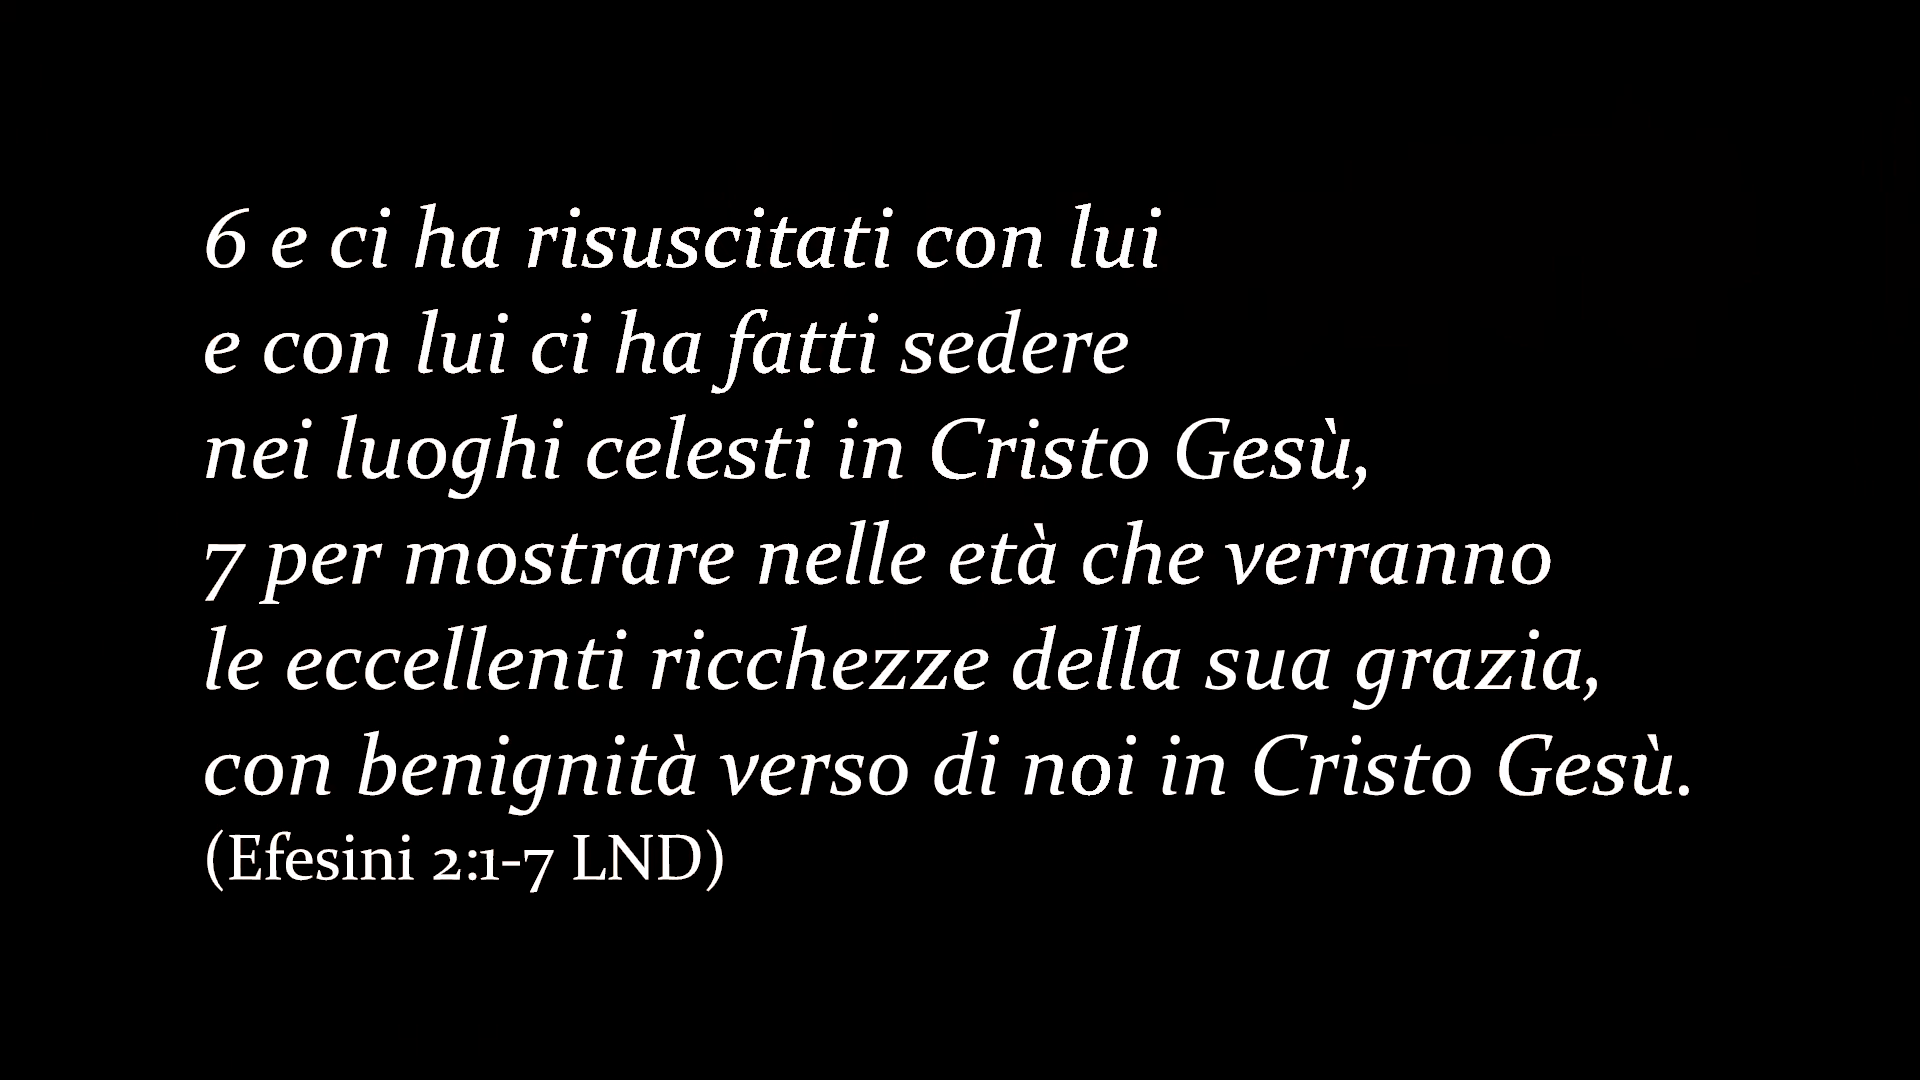 6 e ci ha risuscitati con lui
e con lui ci ha fatti sedere
nei luoghi celesti in Cristo Gesù,
7 per mostrare nelle età che verranno
le eccellenti ricchezze della sua grazia,
con benignità verso di noi in Cristo Gesù.
(Efesini 2:1-7 LND)